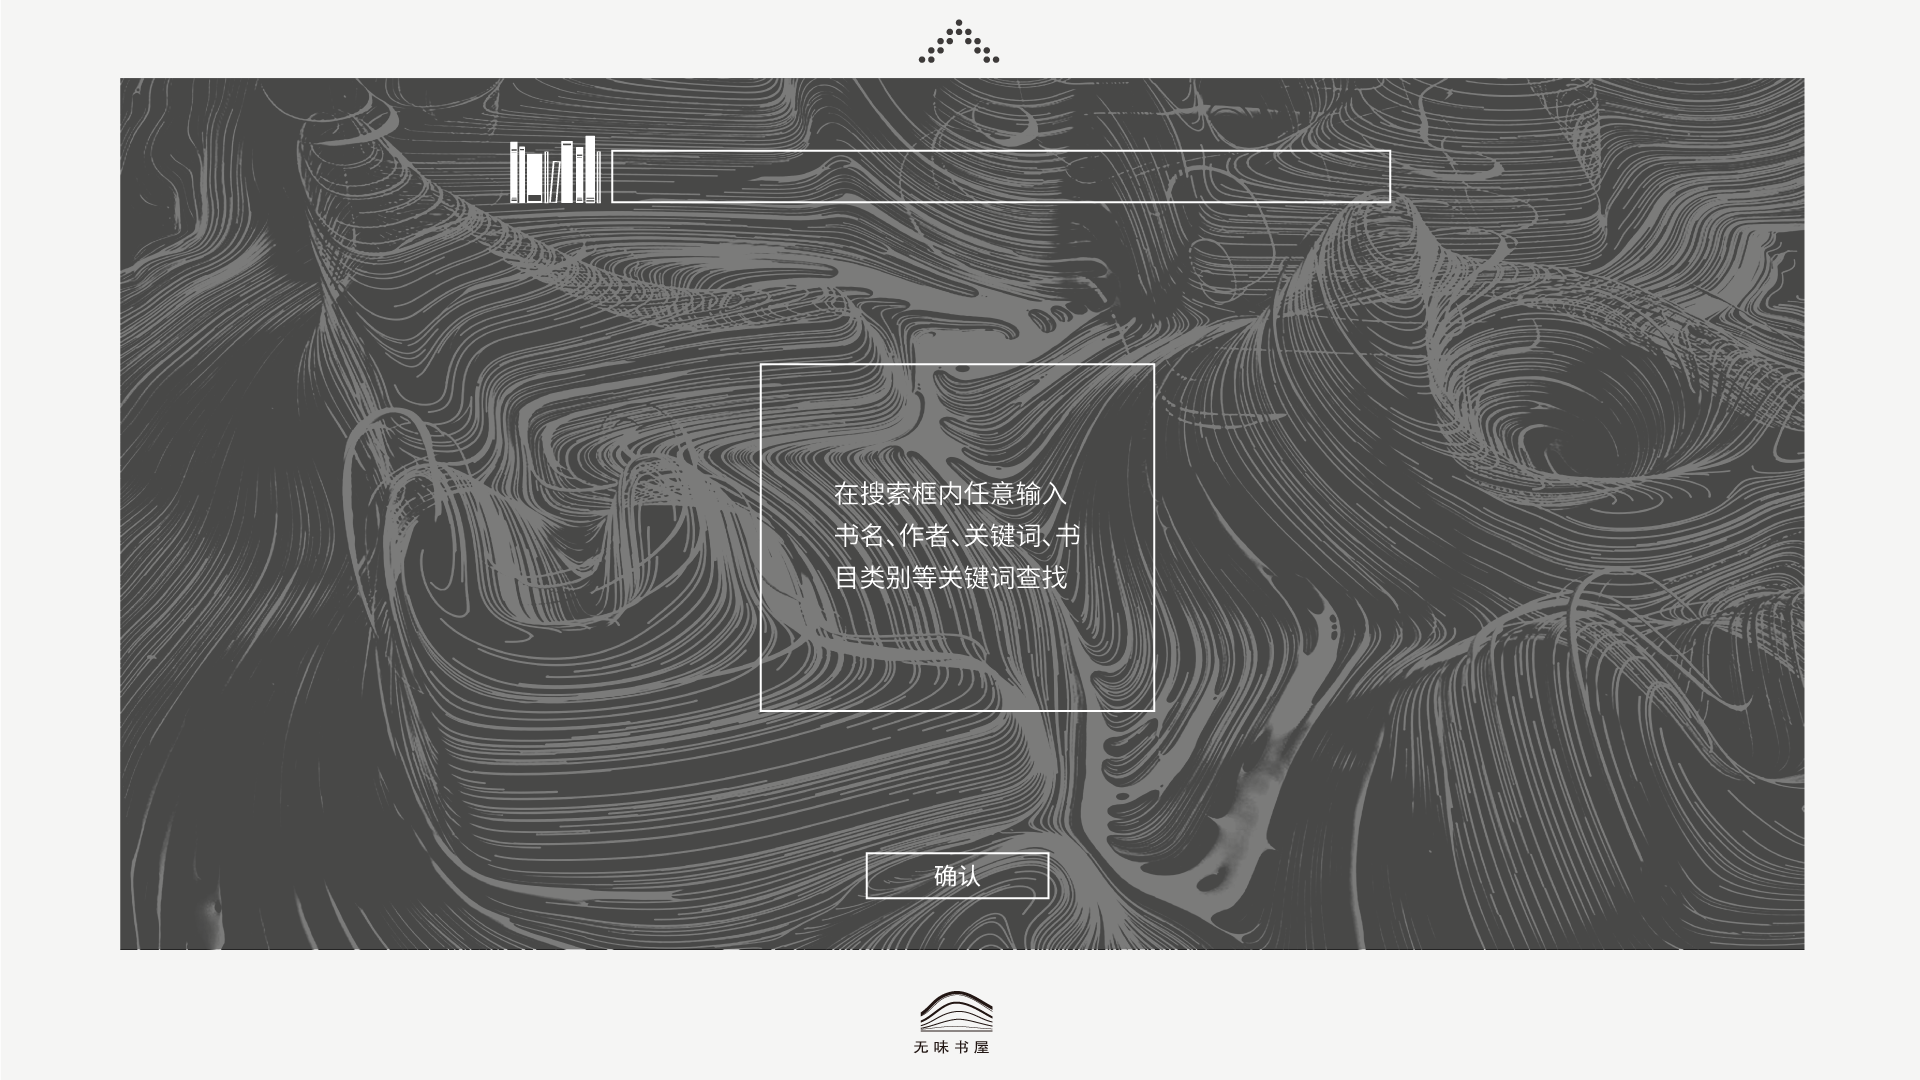 在搜索框内任意输入
书名、作者、关键词、书
目类别等关键词查找
确认
无味书屋